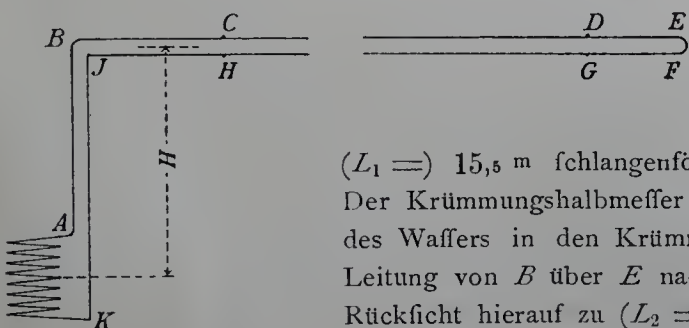 C
D
E
B
J
H
G
F
H
(L₁ =) 15,5 m ſchlangenfö
A
Der Krümmungshalbmeſſer
des Waſſers in den Krümm
Leitung von B über E na
K
Rückſicht hierauf zu (L₂ =